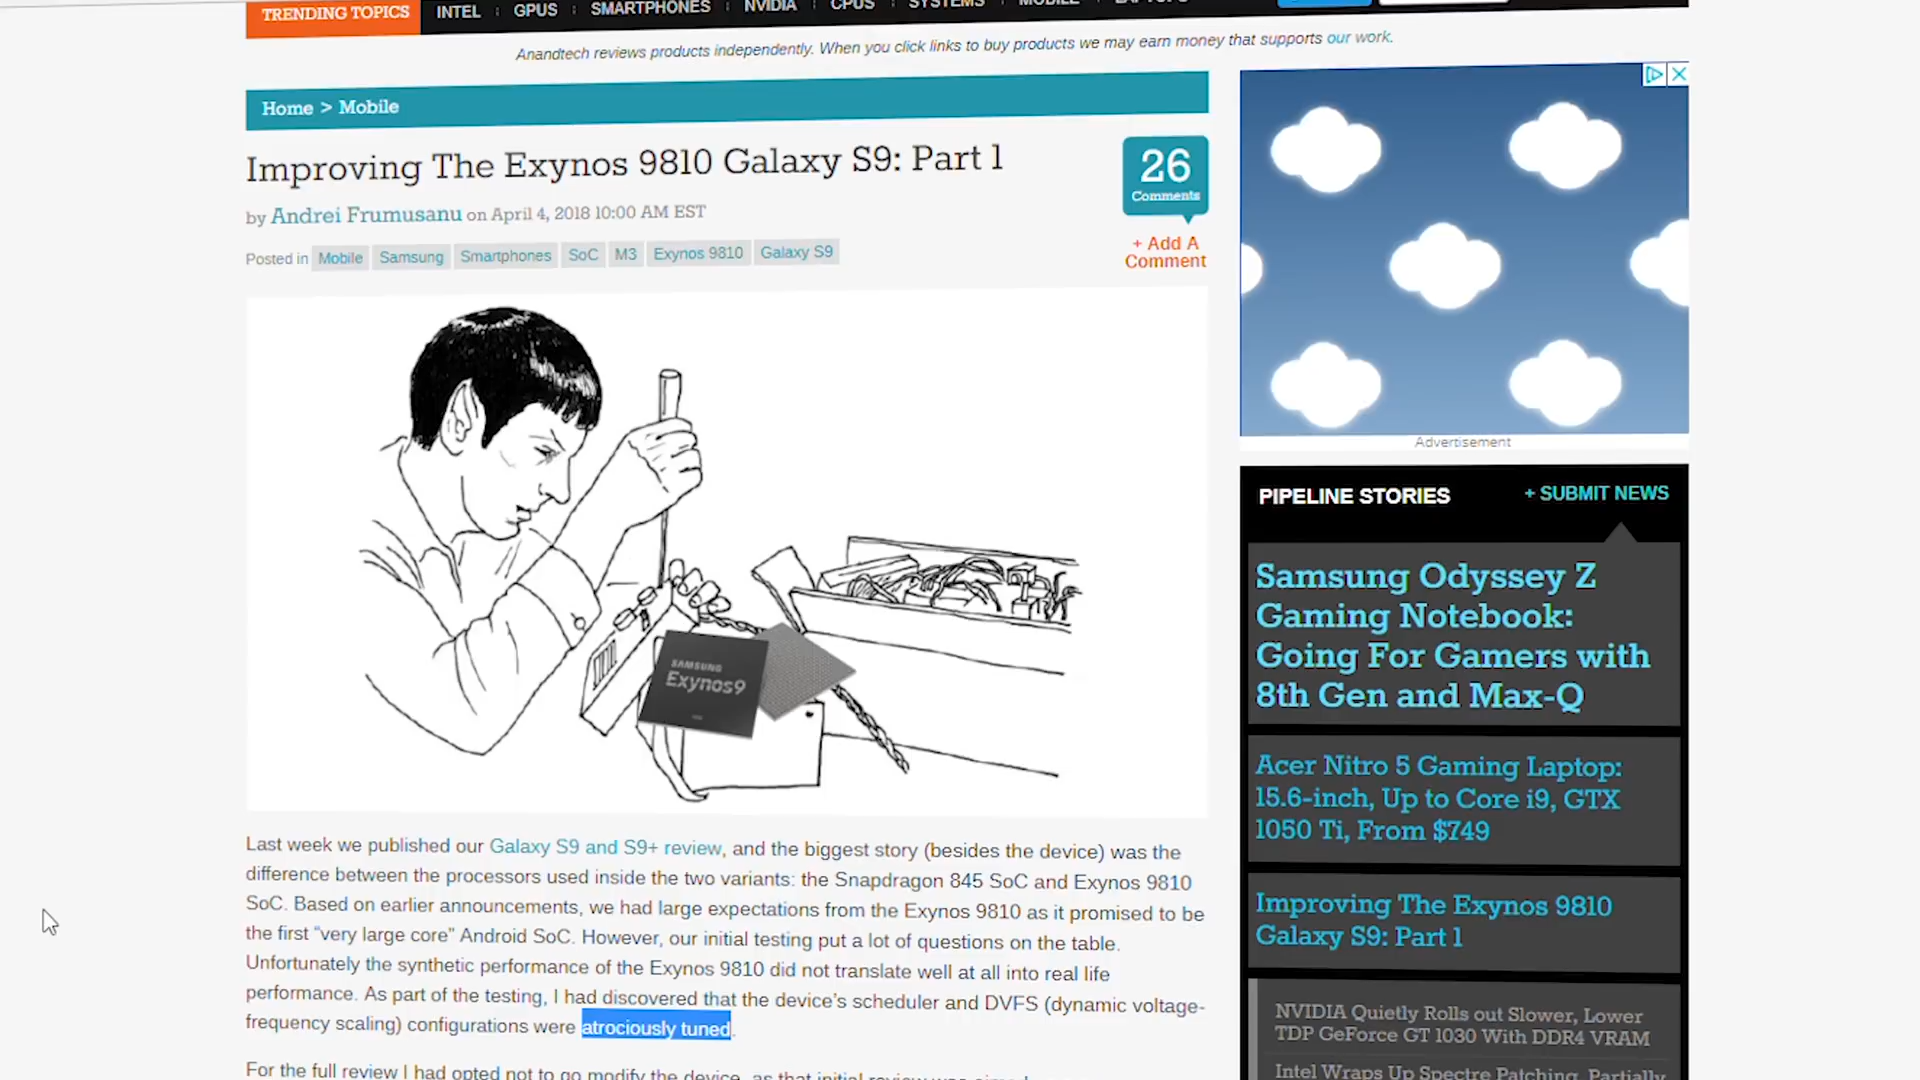 TRENDING TOPICS INTEL GPUS SMARTPHONES NVIDIA CPUS SYSTEMS MOBILE LAPTOPS
Anandtech reviews products independently. When you click links to buy products we may earn money that supports our work.
Home > Mobile
Improving The Exynos 9810 Galaxy S9: Part 1
by Andrei Frumusanu on April 4, 2018 10:00 AM EST
Posted in Mobile Samsung Smartphones SoC M3 Exynos 9810 Galaxy S9
26
Comments
+ Add A
Comment
SAMSUNG
Exynos9
Last week we published our Galaxy S9 and S9+ review, and the biggest story (besides the device) was the
difference between the processors used inside the two variants: the Snapdragon 845 SoC and Exynos 9810
SoC. Based on earlier announcements, we had large expectations from the Exynos 9810 as it promised to be
the first “very large core” Android SoC. However, our initial testing put a lot of questions on the table.
Unfortunately the synthetic performance of the Exynos 9810 did not translate well at all into real life
performance. As part of the testing, I had discovered that the device’s scheduler and DVFS (dynamic voltage-
frequency scaling) configurations were atrociously tuned.
For the full review I had opted not to go modify the device, as that initial review was aimed
Advertisement
PIPELINE STORIES + SUBMIT NEWS
Samsung Odyssey Z
Gaming Notebook:
Going For Gamers with
8th Gen and Max-Q
Acer Nitro 5 Gaming Laptop:
15.6-inch, Up to Core i9, GTX
1050 Ti, From $749
Improving The Exynos 9810
Galaxy S9: Part 1
NVIDIA Quietly Rolls out Slower, Lower
TDP GeForce GT 1030 With DDR4 VRAM
Intel Wraps Up Spectre Patching, Partially